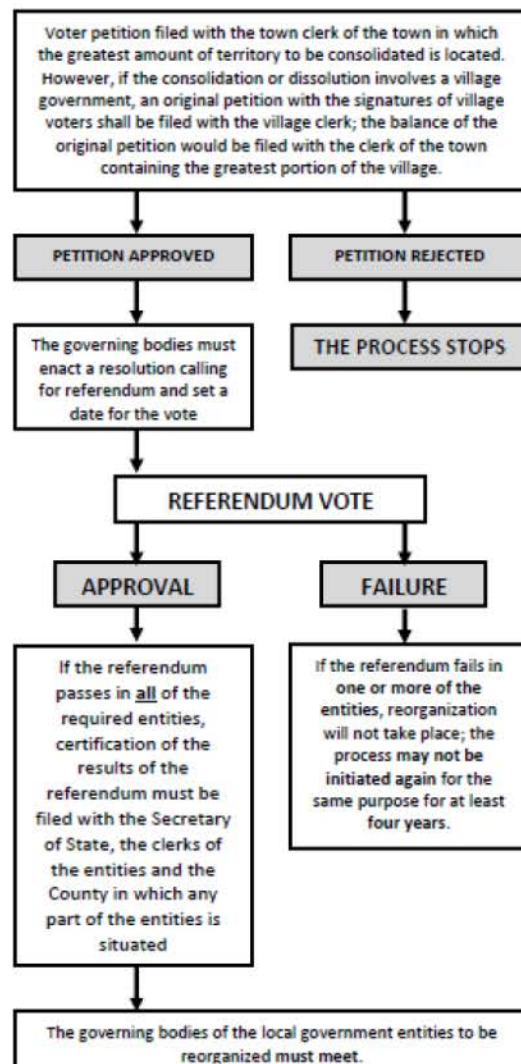 Voter petition filed with the town clerk of the town in which
the greatest amount of territory to be consolidated is located.
However, if the consolidation or dissolution involves a village
government, an original petition with the signatures of village
voters shall be filed with the village clerk; the balance of the
original petition would be filed with the clerk of the town
containing the greatest portion of the village.
PETITION APPROVED
PETITION REJECTED
The governing bodies must
enact a resolution calling
for referendum and set a
date for the vote
THE PROCESS STOPS
REFERENDUM VOTE
APPROVAL
FAILURE
If the referendum
passes in all of the
required entities,
certification of the
results of the
referendum must be
filed with the Secretary
of State, the clerks of
the entities and the
County in which any
part of the entities is
situated
If the referendum fails in
one or more of the
entities, reorganization
will not take place; the
process may not be
initiated again for the
same purpose for at least
four years.
The governing bodies of the local government entities to be
reorganized must meet.